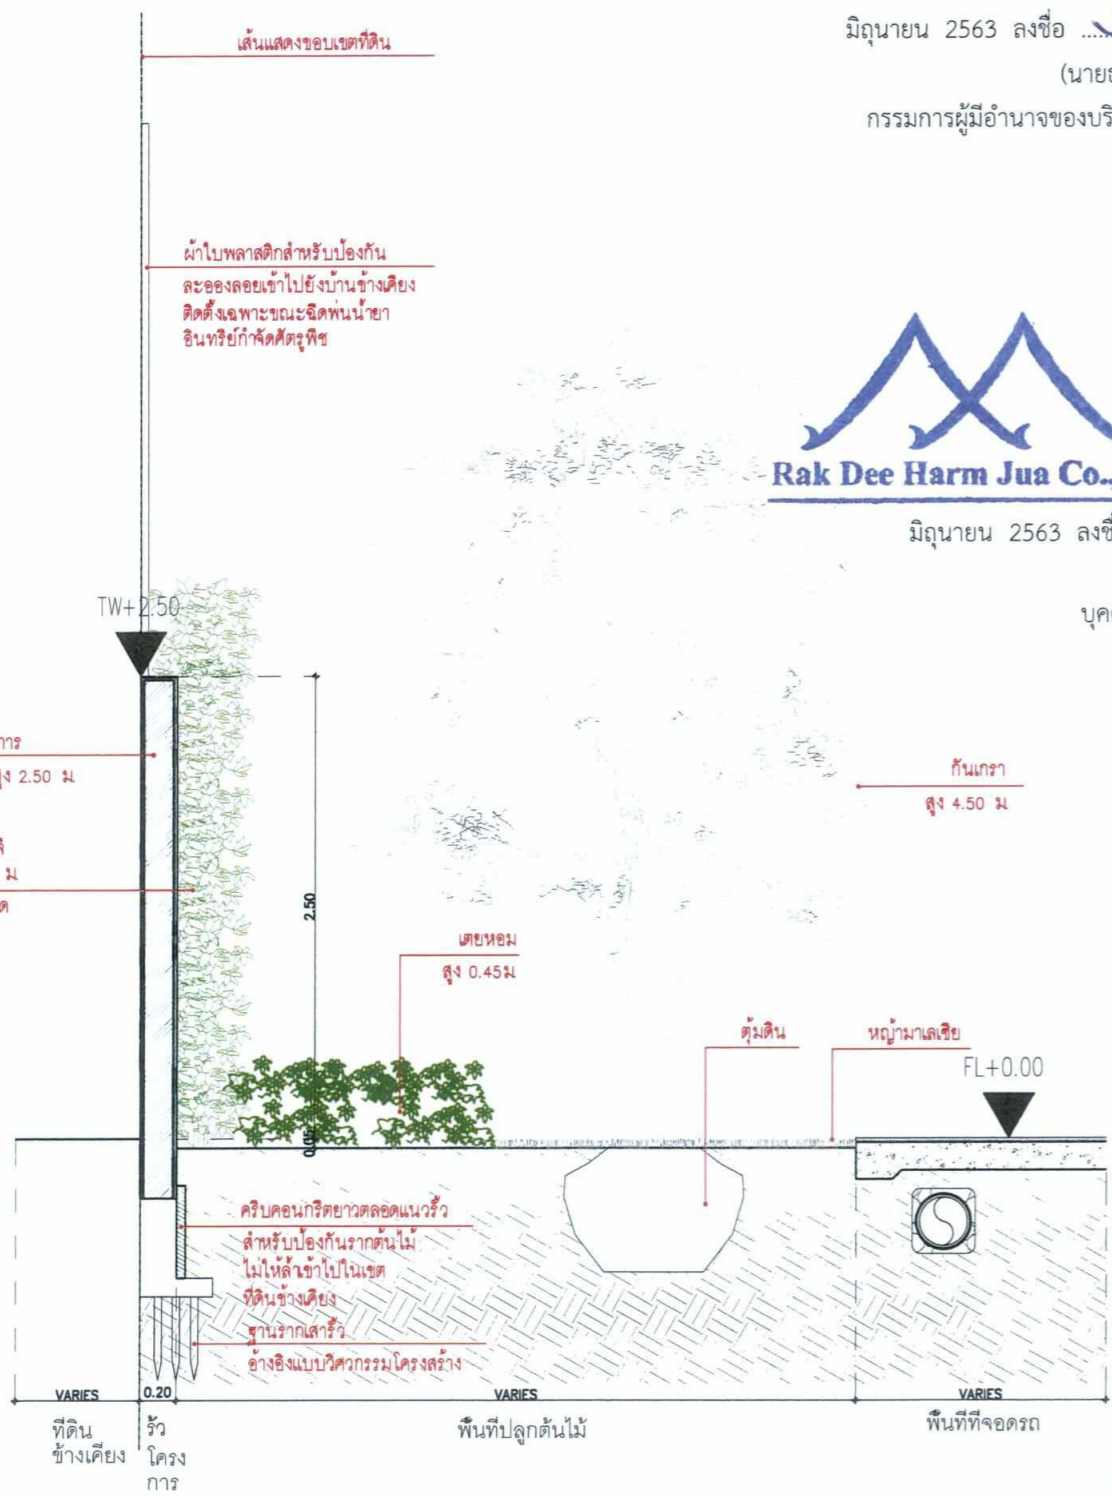 มิถุนายน 2563 ลงชื่อ
กรรมการผู้มีอำนาจของบริ
เส้นแสดงขอบเขตที่ดิน
ผ้าใบพลาสติกสำหรับป้องกัน
ละอองลอยเข้าไปยังบ้านข้างเคียง
ติดตั้งเฉพาะขณะฉีดพ่นน้ำยา
อินทรีย์กำจัดศัตรูพืช
Rak Dee Harm Jua Co.,
มิถุนายน 2563 ลงชื่
TW+2.50
2.50 ม
ม
กันเกรา
สูง 4.50 ม
2.50
เตยหอม
สูง 0.45ม
ตุ้มดิน
หญ้ามาเลเซีย
FL+0.00
0.05
ครีบคอนกรีตยาวตลอดแนวรั้ว
สำหรับป้องกันรากต้นไม้
ไม่ให้ล้ำเข้าไปในเขต
ที่ดินข้างเคียง
ฐานรากเสารั้ว
อ้างอิงแบบวิศวกรรมโครงสร้าง
VARIES
0.20
VARIES
VARIES
ที่ดิน
ข้างเคียง
รั้ว
โครง
การ
พื้นที่ปลูกต้นไม้
พื้นที่ที่จอดรถ